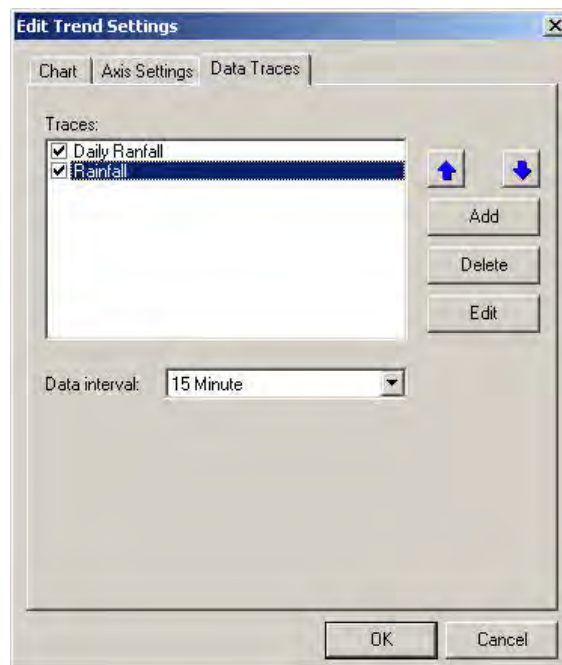 Edit Trend Settings
Chart Axis Settings Data Traces
Traces:
Daily Ranfall
Rainfall
Add
Delete
Edit
Data interval: 15 Minute
OK Cancel